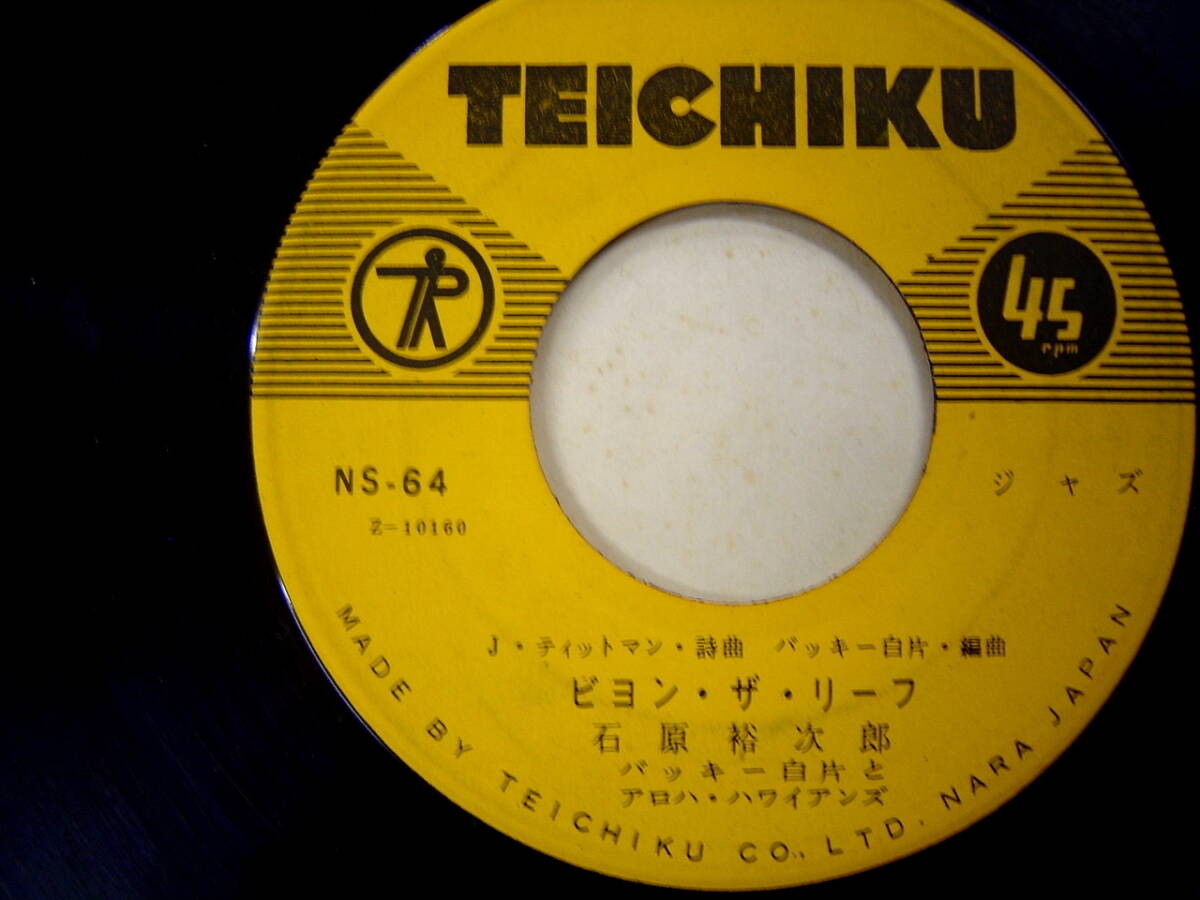 TEICHIKU
45
rpm
NS-64
ジャズ
Z-10160
J・ティットマン・詩曲 バッキー白片・編曲
ビヨン・ザ・リーフ
石原裕次郎
バッキー白片と
アロハ・ハワイアンズ
MADE BY TEICHIKU CO., LTD. NARA JAPAN